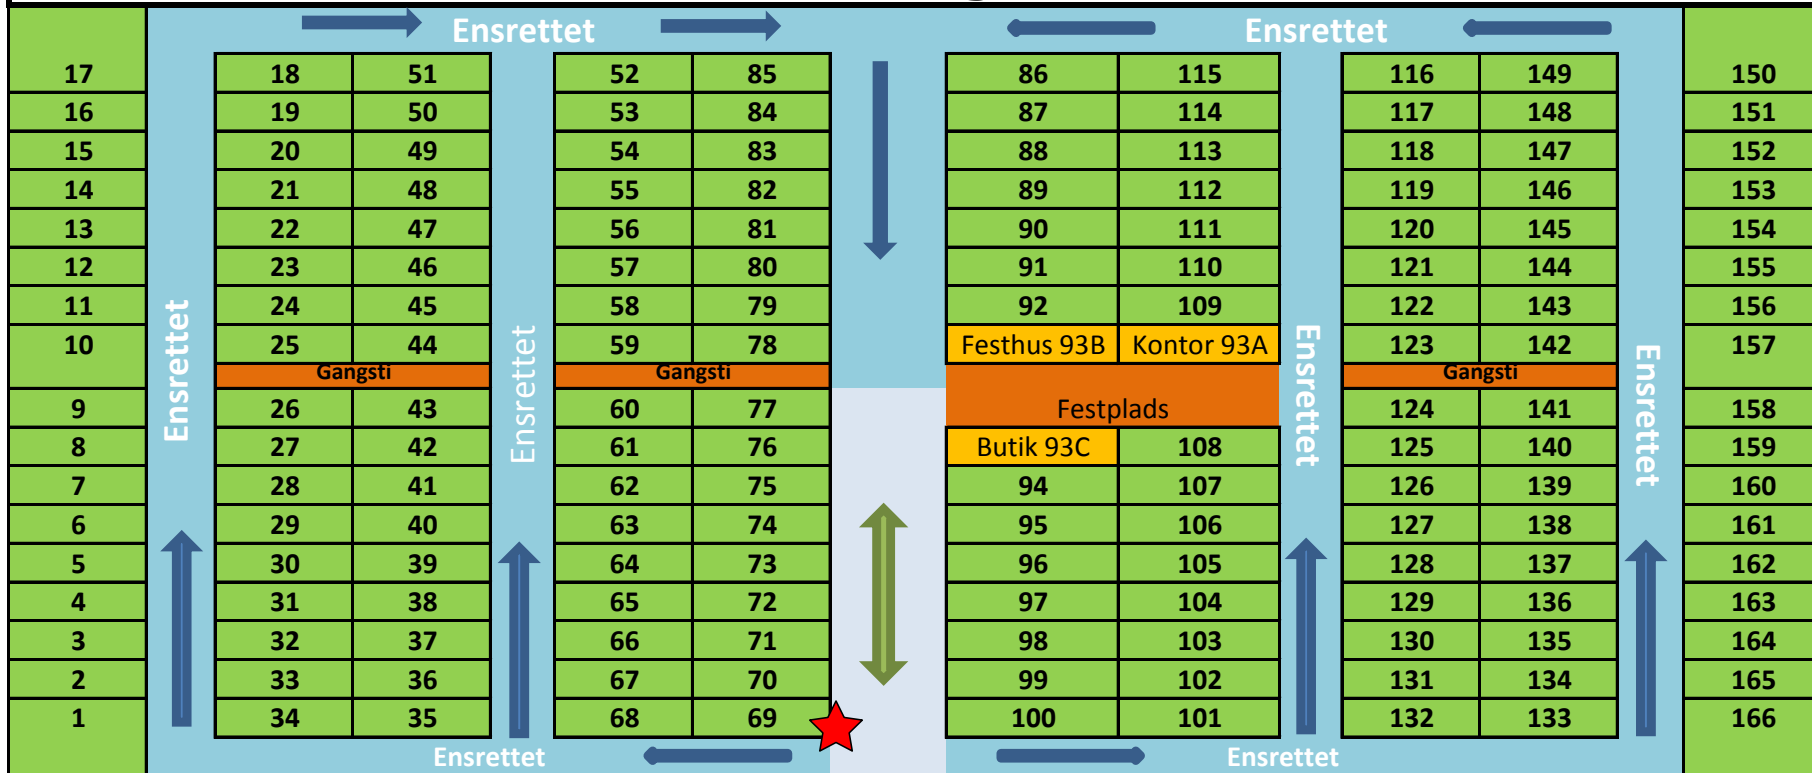 Ensrettet Ensrettet
17 18 51 52 85 86 115 116 149 150
16 19 50 53 84 87 114 117 148 151
15 20 49 54 83 88 113 118 147 152
14 21 48 55 82 89 112 119 146 153
13 22 47 56 81 90 111 120 145 154
12 23 46 57 80 91 110 121 144 155
11 24 45 58 79 92 109 122 143 156
10 25 44 59 78 Festhus 93B Kontor 93A 123 142 157
Gangsti Gangsti Gangsti
Ensrettet Ensrettet Ensrettet Ensrettet
9 26 43 60 77 Festplads 124 141 158
8 27 42 61 76 Butik 93C 108 125 140 159
7 28 41 62 75 94 107 126 139 160
6 29 40 63 74 95 106 127 138 161
5 30 39 64 73 96 105 128 137 162
4 31 38 65 72 97 104 129 136 163
3 32 37 66 71 98 103 130 135 164
2 33 36 67 70 99 102 131 134 165
1 34 35 68 69 100 101 132 133 166
Ensrettet Ensrettet